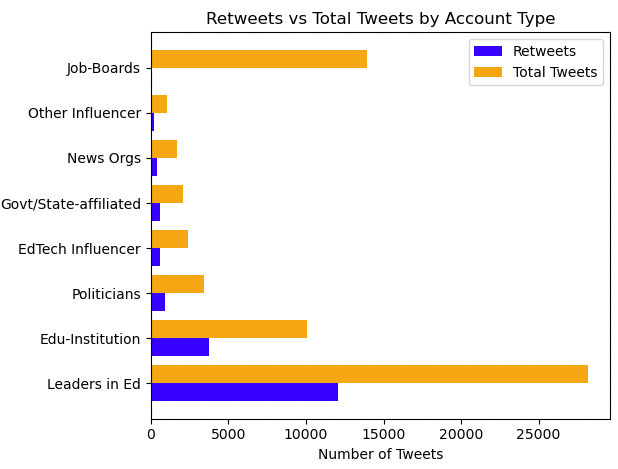 Retweets vs Total Tweets by Account Type
Retweets
Total Tweets
Job-Boards
Other Influencer
News Orgs
Govt/State-affiliated
EdTech Influencer
Politicians
Edu-Institution
Leaders in Ed
0 5000 10000 15000 20000 25000
Number of Tweets